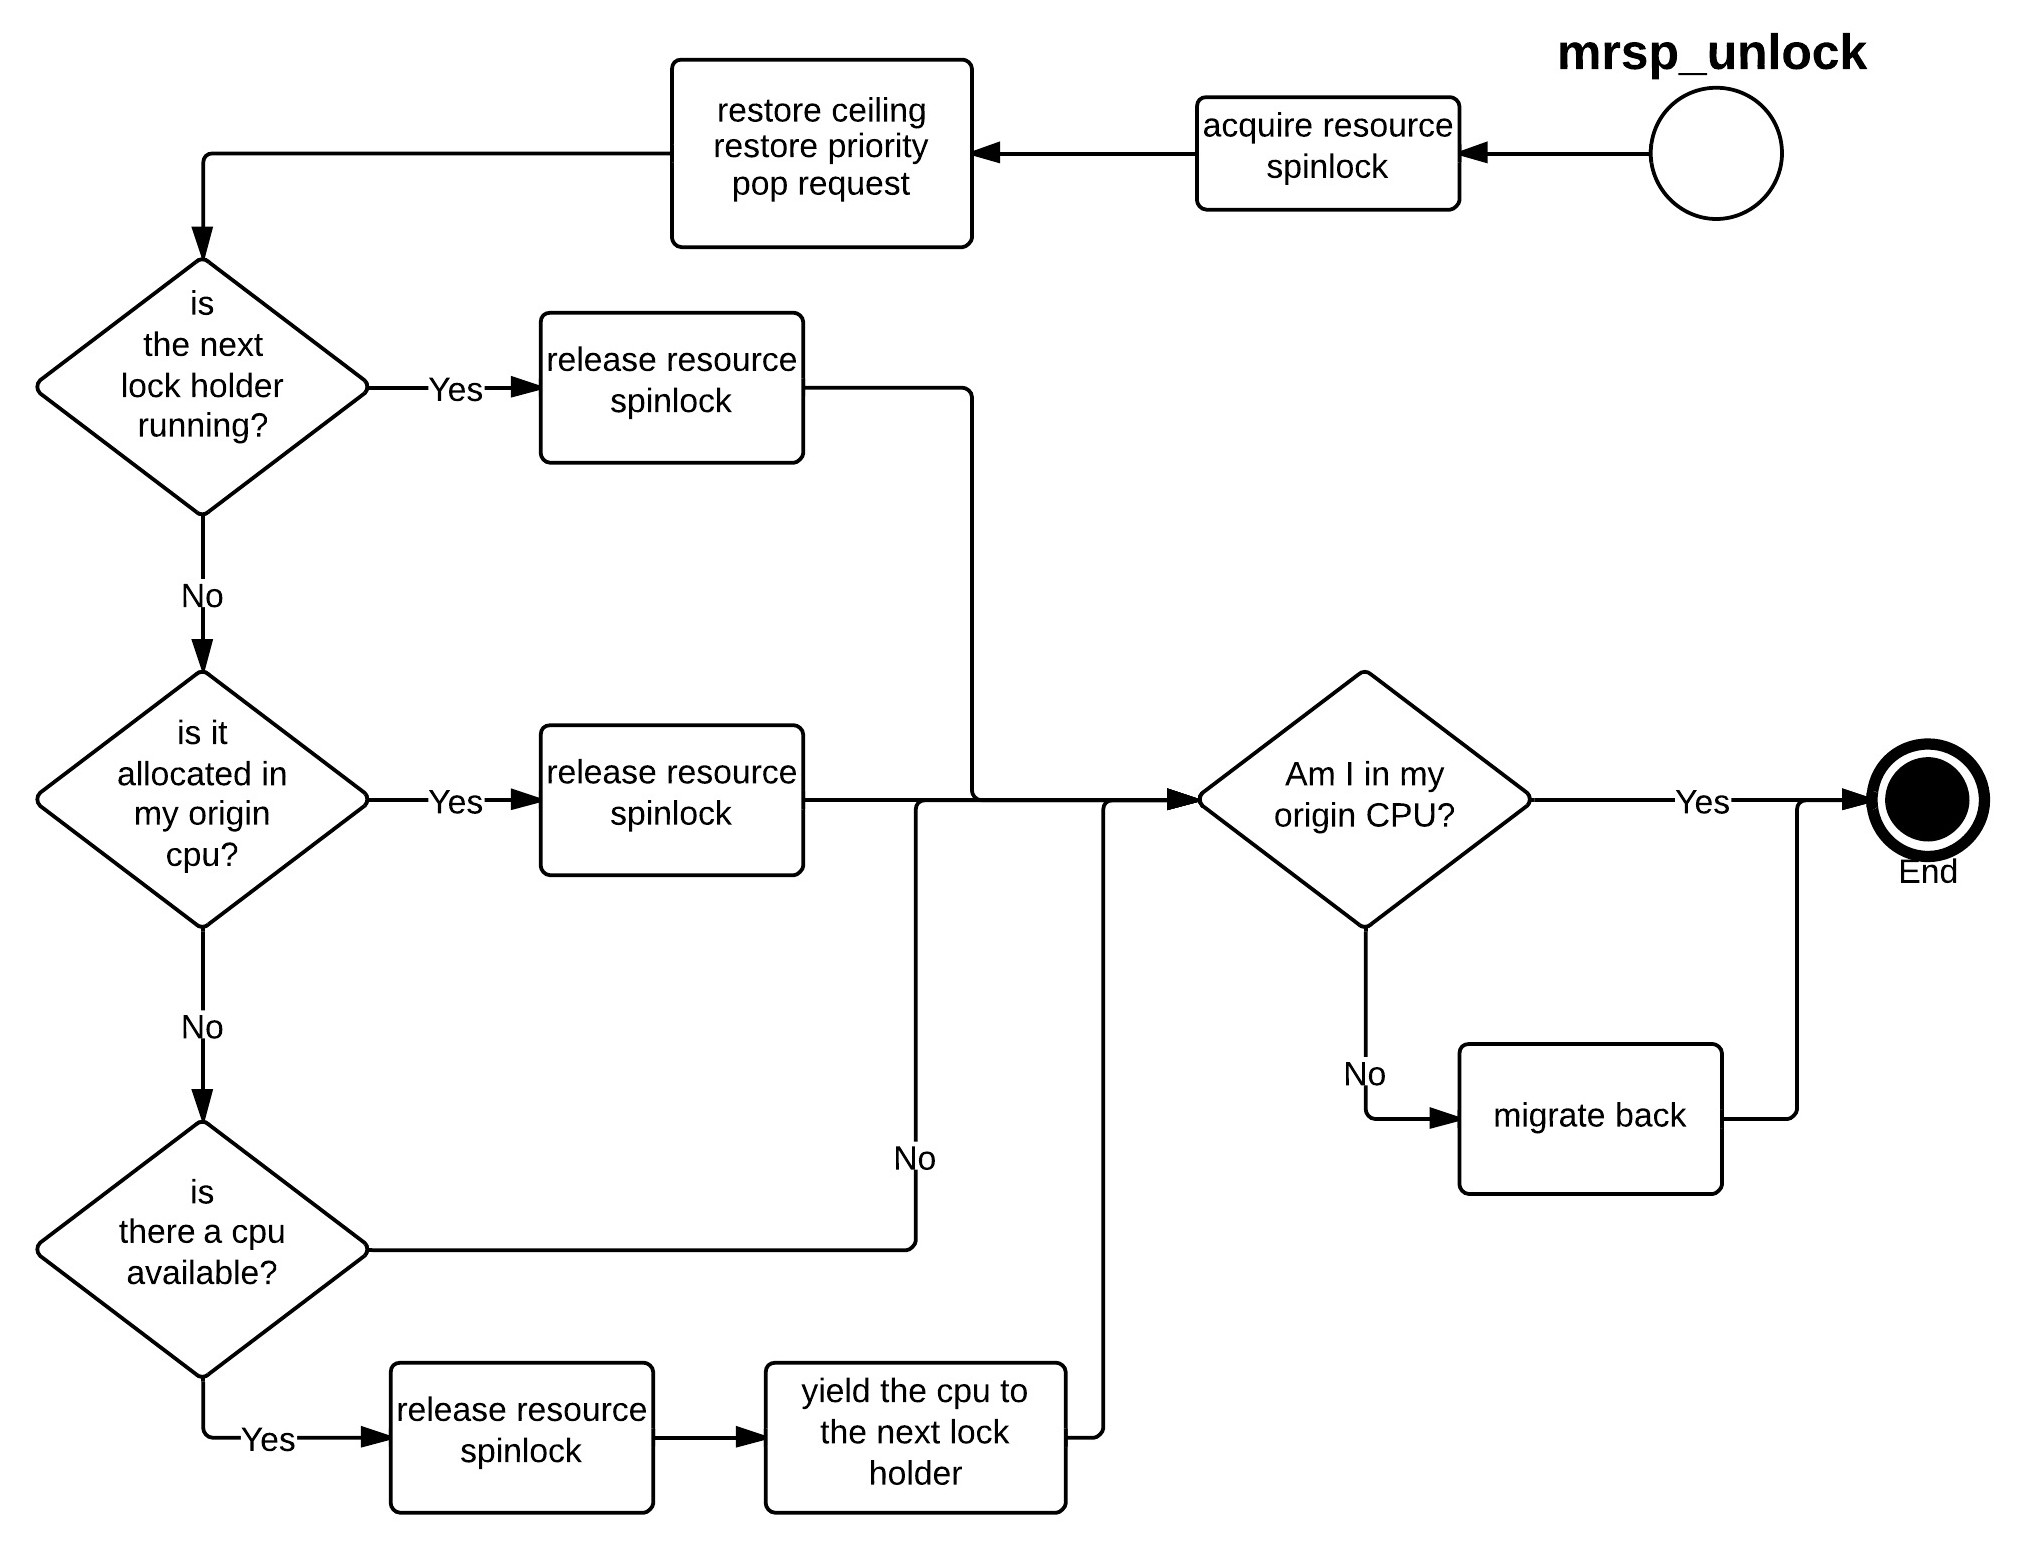 mrsp_unlock
acquire resource
spinlock
restore ceiling
restore priority
pop request
is
the next
lock holder
running?
Yes
release resource
spinlock
No
is it
allocated in
my origin
cpu?
Yes
release resource
spinlock
Am I in my
origin CPU?
Yes
End
No
migrate back
No
is
there a cpu
available?
No
Yes
release resource
spinlock
yield the cpu to
the next lock
holder